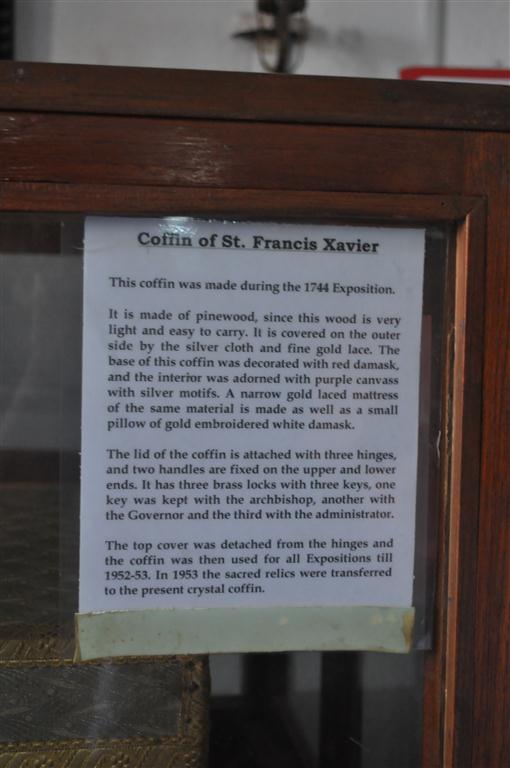 Coffin of St. Francis Xavier
This coffin was made during the 1744 Exposition.
It is made of pinewood, since this wood is very
light and easy to carry. It is covered on the outer
side by the silver cloth and fine gold lace. The
base of this coffin was decorated with red damask,
and the interior was adorned with purple canvass
with silver motifs. A narrow gold laced mattress
of the same material is made as well as a small
pillow of gold embroidered white damask.
The lid of the coffin is attached with three hinges,
and two handles are fixed on the upper and lower
ends. It has three brass locks with three keys, one
key was kept with the archbishop, another with
the Governor and the third with the administrator.
The top cover was detached from the hinges and
the coffin was then used for all Expositions till
1952-53. In 1953 the sacred relics were transferred
to the present crystal coffin.